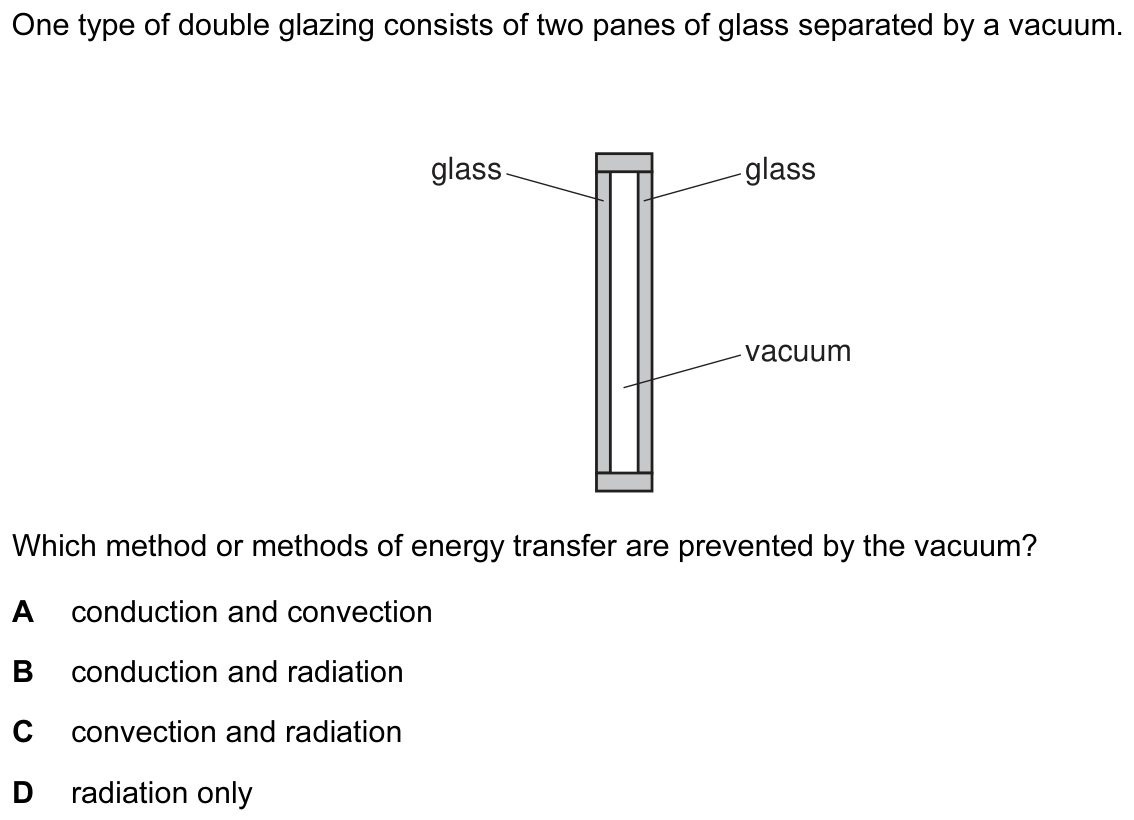 One type of double glazing consists of two panes of glass separated by a vacuum.
glass
glass
vacuum
Which method or methods of energy transfer are prevented by the vacuum?
A conduction and convection
B conduction and radiation
C convection and radiation
D radiation only